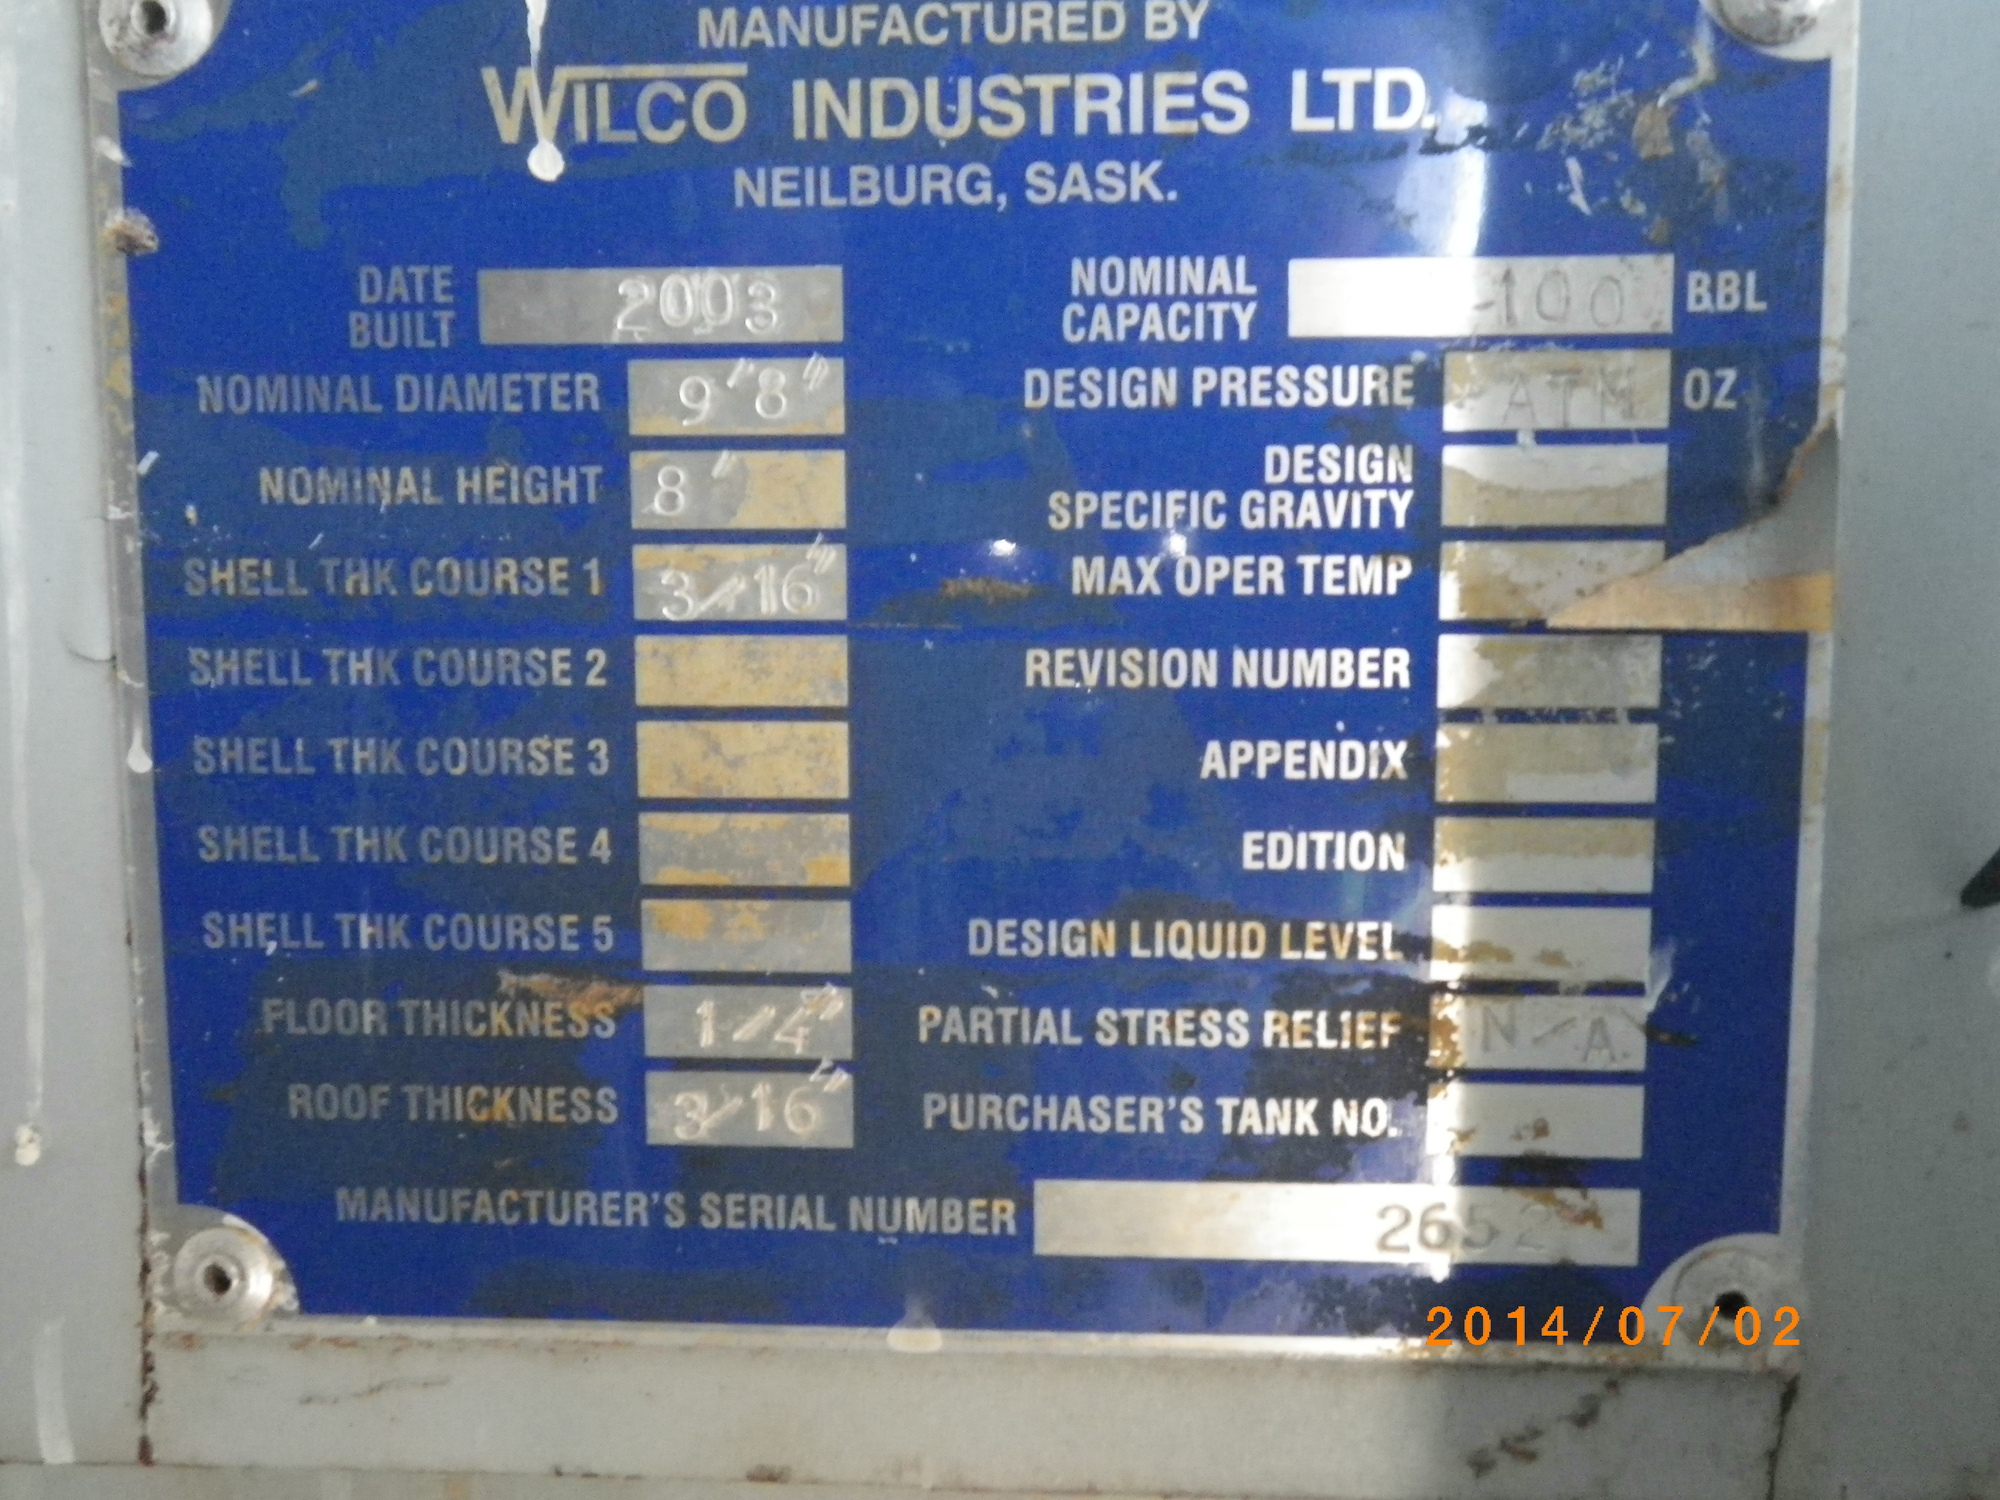 MANUFACTURED BY
WILCO INDUSTRIES LTD.
NEILBURG, SASK.
DATE BUILT 2003
NOMINAL CAPACITY 100 BBL
NOMINAL DIAMETER 9"8"
DESIGN PRESSURE ATM OZ
NOMINAL HEIGHT 8"
DESIGN SPECIFIC GRAVITY
SHELL THK COURSE 1 3/16"
MAX OPER TEMP
SHELL THK COURSE 2
REVISION NUMBER
SHELL THK COURSE 3
APPENDIX
SHELL THK COURSE 4
EDITION
SHELL THK COURSE 5
DESIGN LIQUID LEVEL
FLOOR THICKNESS 1/4"
PARTIAL STRESS RELIEF N/A
ROOF THICKNESS 3/16"
PURCHASER'S TANK NO.
MANUFACTURER'S SERIAL NUMBER 2652
2014/07/02